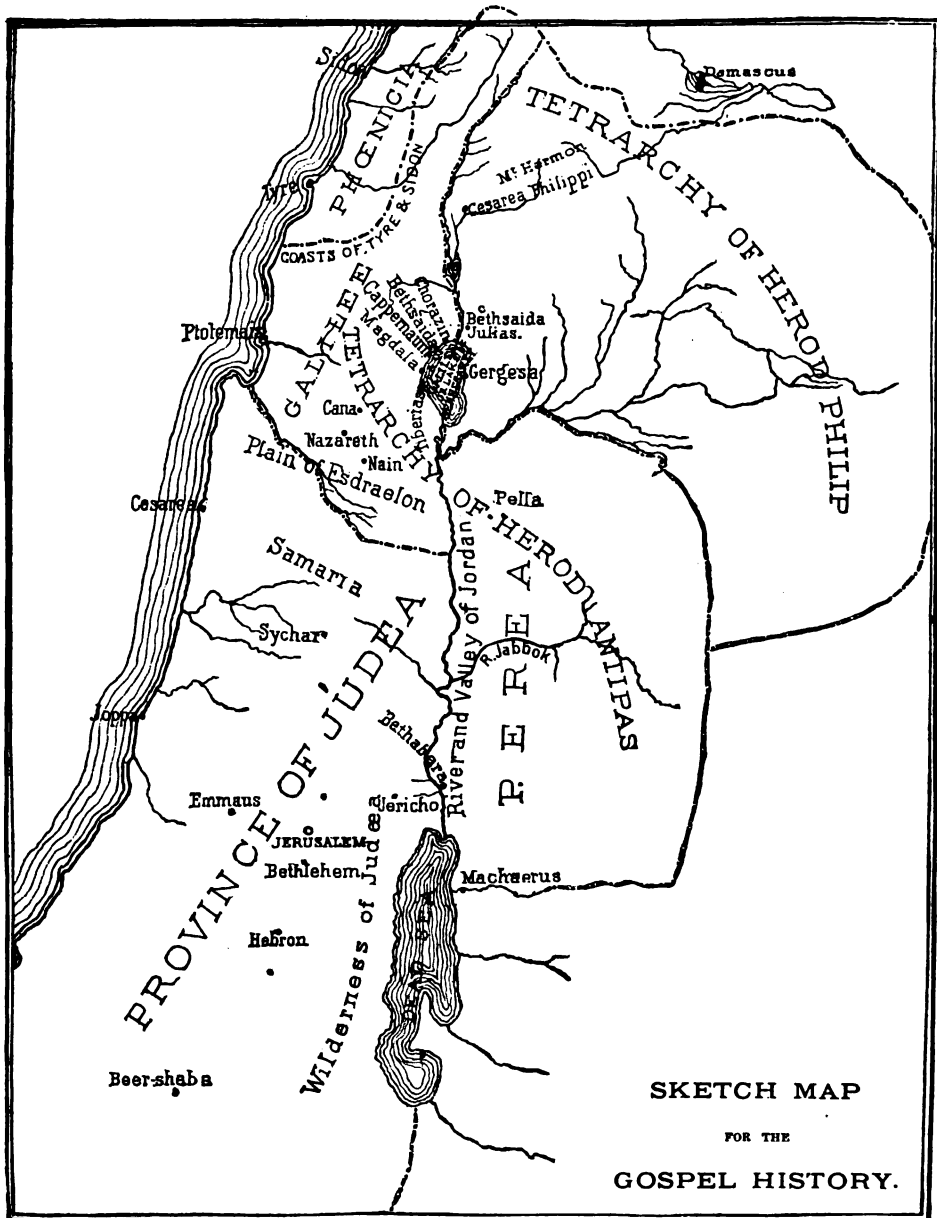 Sidon
Damascus
PHŒNICIA
TETRARCHY OF HEROD PHILIP
Mt. Hermon
Cesarea Philippi
Tyre
COASTS OF TYRE & SIDON
Chorazin
Bethsaida
Cappernaum
Magdala
Bethsaida
Julias.
Ptolemais
GALILEE
Gergesa
Tiberias
TETRARCHY OF HEROD ANTIPAS
Cana
Nazareth
Nain
Plain of Esdraelon
Pella
Cesarea
Samaria
River and Valley of Jordan
PEREA
Sychar
R. Jabbok
PROVINCE OF JUDEA
Joppa
Bethabara
Emmaus
Jericho
JERUSALEM
Bethlehem
Wilderness of Judæa
Machaerus
Hebron
DEAD SEA
Beer-shaba
SKETCH MAP
FOR THE
GOSPEL HISTORY.